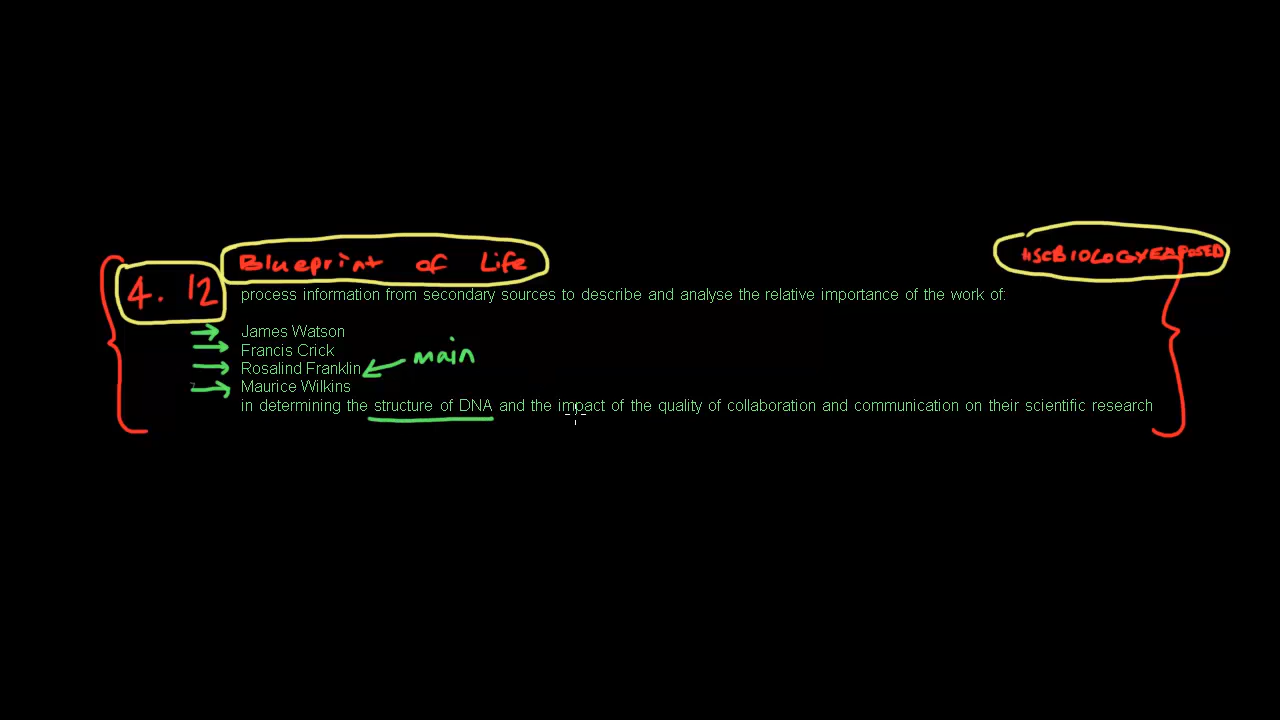 Blueprint of Life
HSCBIOLOGYEXPOSED
4.12
process information from secondary sources to describe and analyse the relative importance of the work of:
James Watson
Francis Crick
main
Rosalind Franklin
Maurice Wilkins
in determining the structure of DNA and the impact of the quality of collaboration and communication on their scientific research